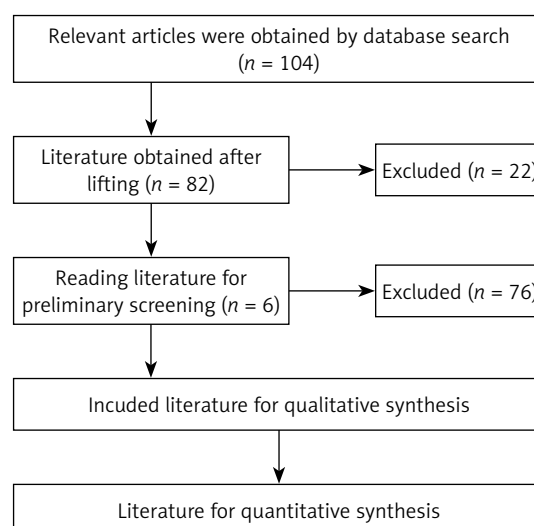 Relevant articles were obtained by database search
(n = 104)
Literature obtained after
lifting (n = 82)
Excluded (n = 22)
Reading literature for
preliminary screening (n = 6)
Excluded (n = 76)
Incuded literature for qualitative synthesis
Literature for quantitative synthesis